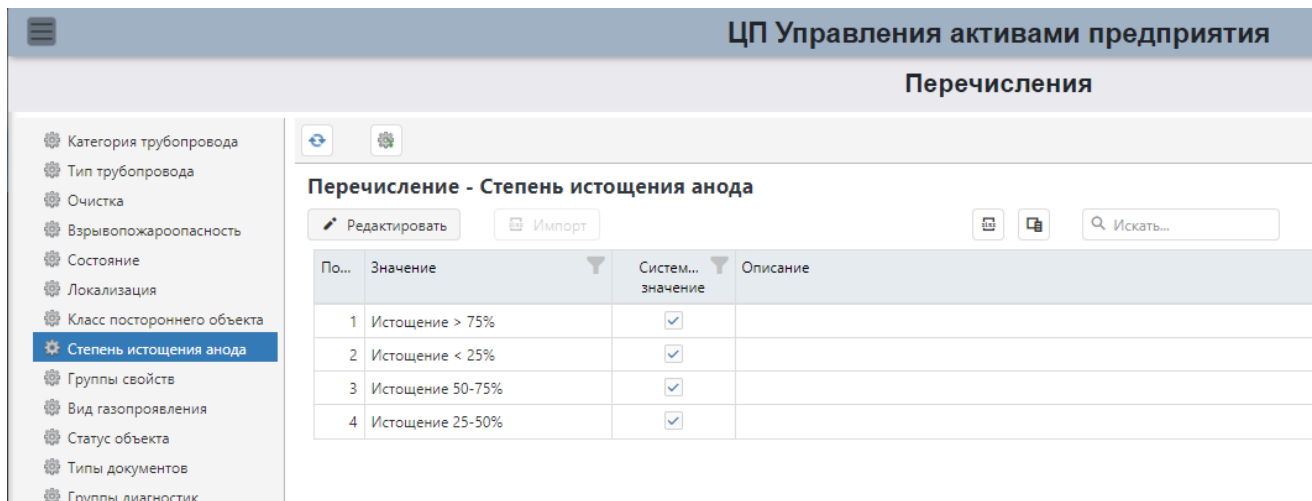 ЦП Управления активами предприятия
Перечисления
Категория трубопровода
Тип трубопровода
Очистка
Взрывопожароопасность
Состояние
Локализация
Класс постороннего объекта
Степень истощения анода
Группы свойств
Вид газопроявления
Статус объекта
Типы документов
Группы диагностик
Перечисление - Степень истощения анода
Редактировать Импорт Искать...
По... Значение Систем... значение Описание
1 Истощение > 75%
2 Истощение < 25%
3 Истощение 50-75%
4 Истощение 25-50%